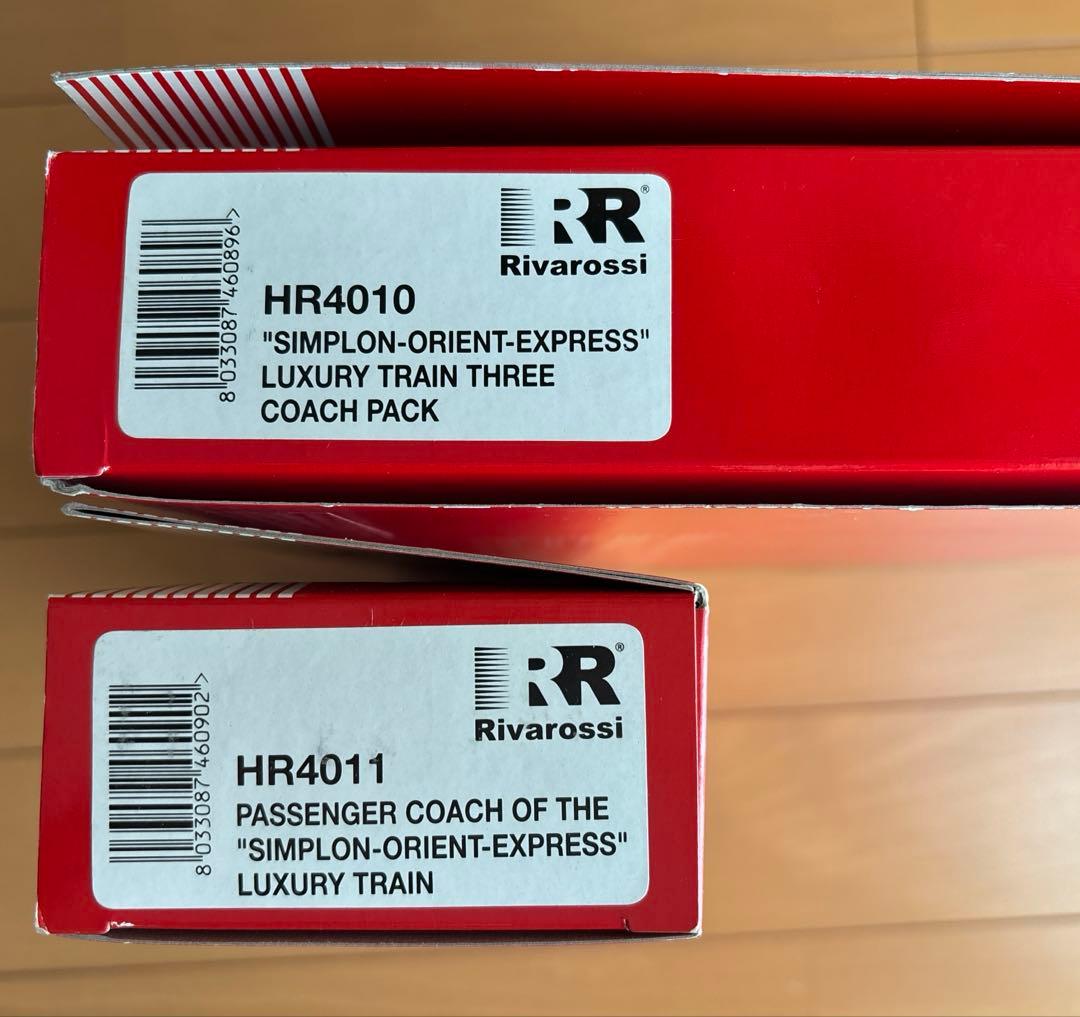 RR®
Rivarossi
8 033087 460896>
HR4010
"SIMPLON-ORIENT-EXPRESS"
LUXURY TRAIN THREE
COACH PACK
RR®
Rivarossi
8 033087 460902>
HR4011
PASSENGER COACH OF THE
"SIMPLON-ORIENT-EXPRESS"
LUXURY TRAIN